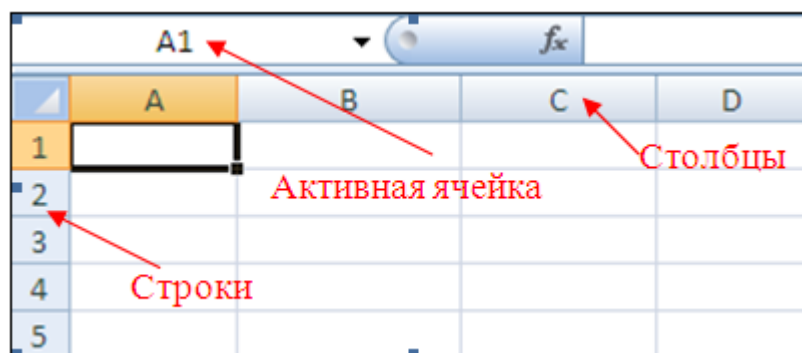 A1 fx
A B C D
1
Столбцы
2 Активная ячейка
3
4 Строки
5